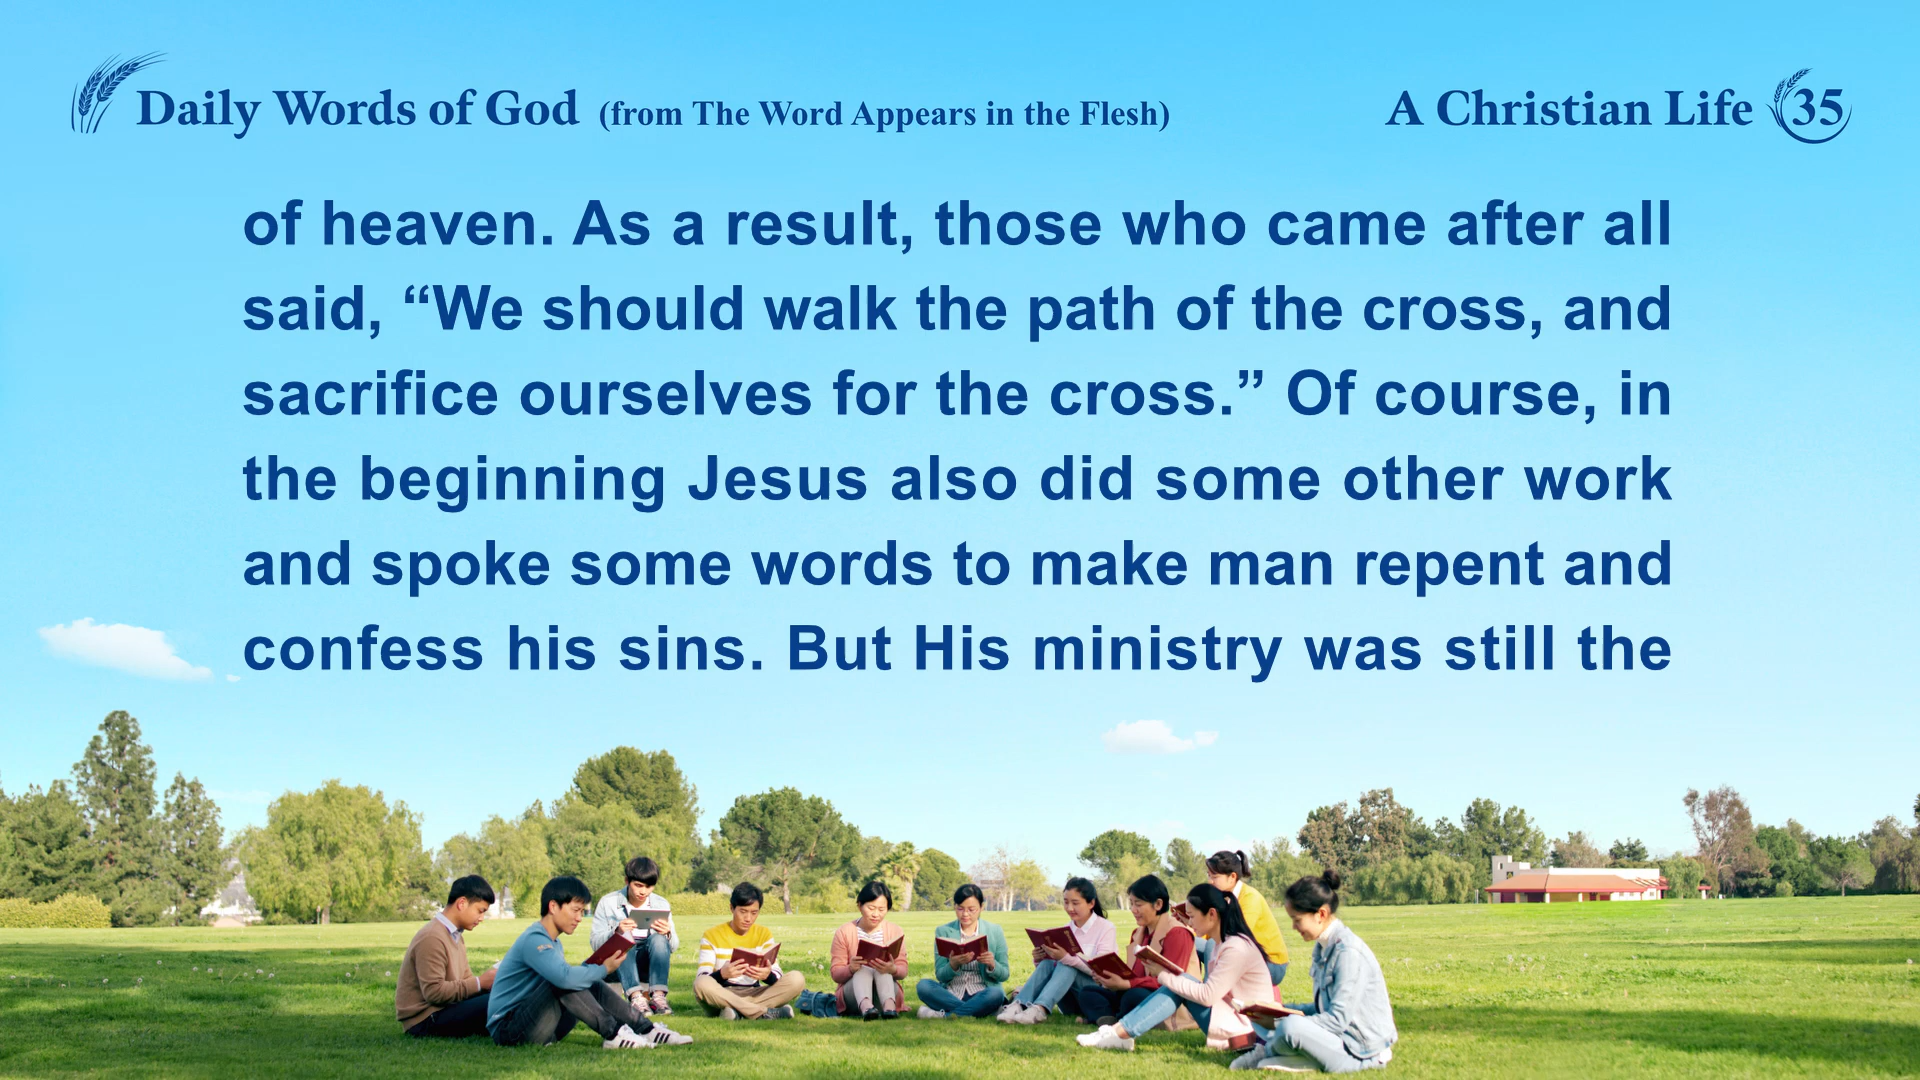 Daily Words of God (from The Word Appears in the Flesh)
A Christian Life 35
of heaven. As a result, those who came after all
said, “We should walk the path of the cross, and
sacrifice ourselves for the cross.” Of course, in
the beginning Jesus also did some other work
and spoke some words to make man repent and
confess his sins. But His ministry was still the